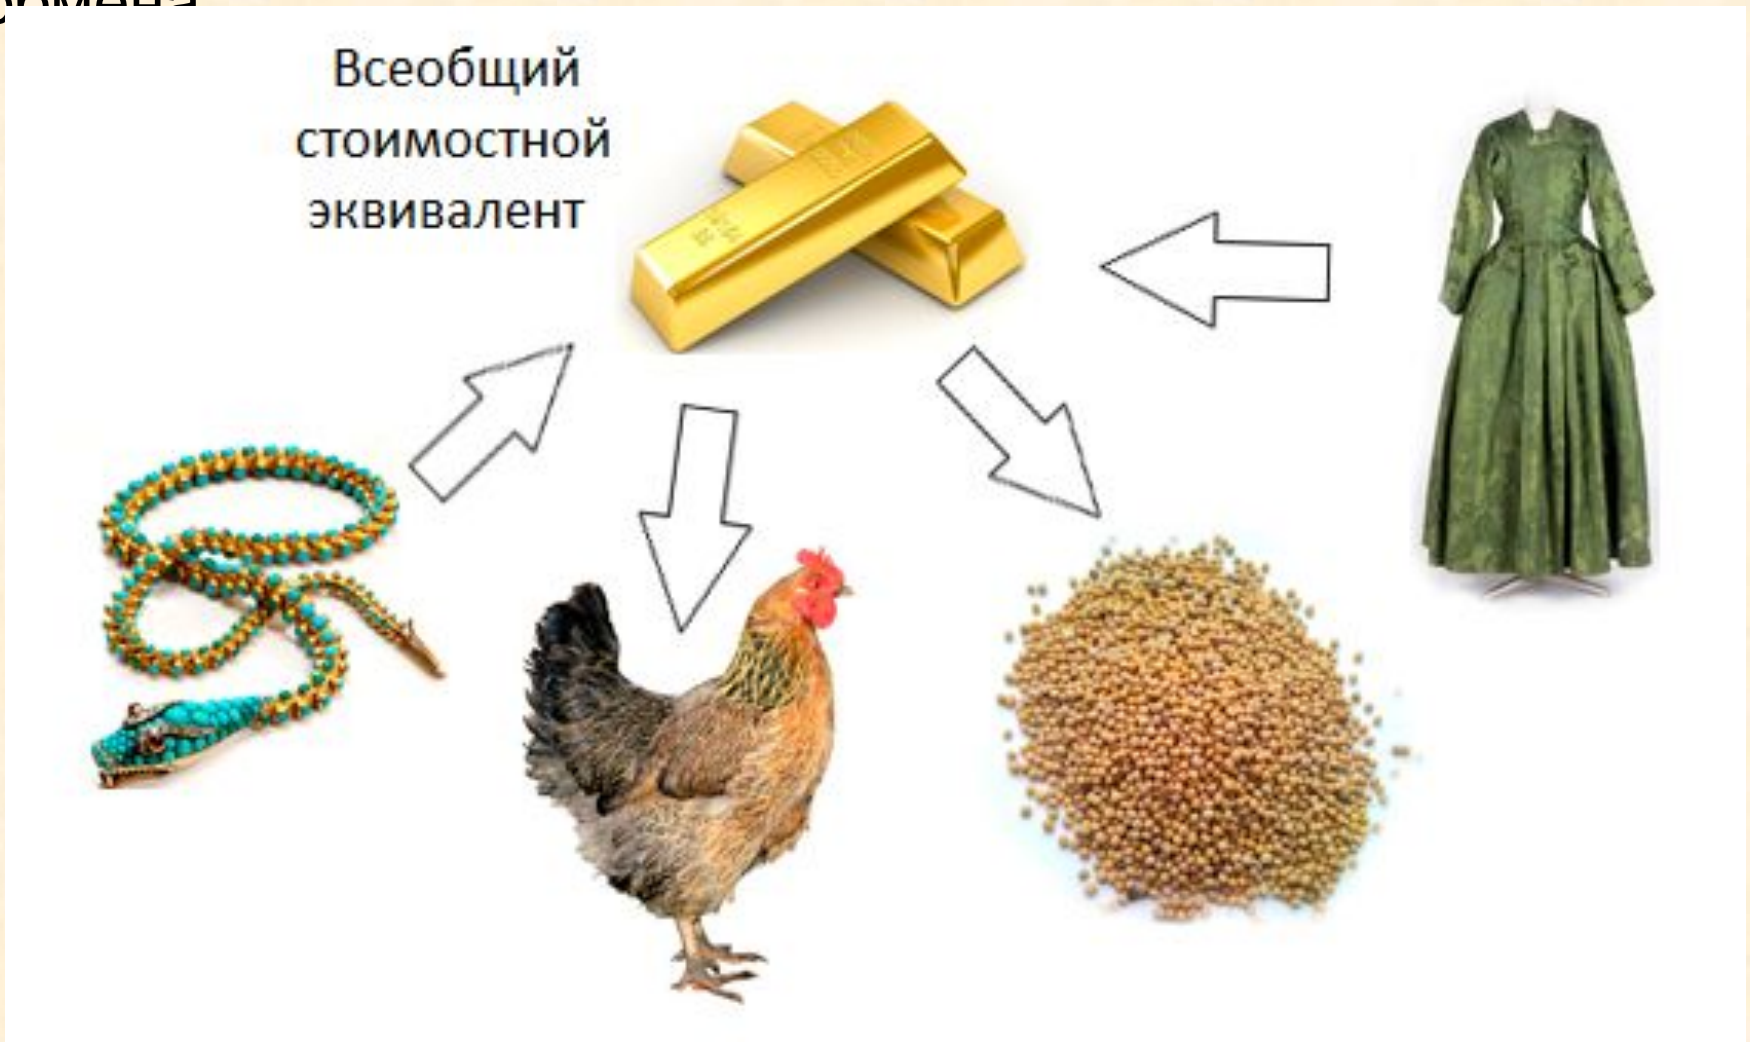 Всеобщий
стоимостной
эквивалент